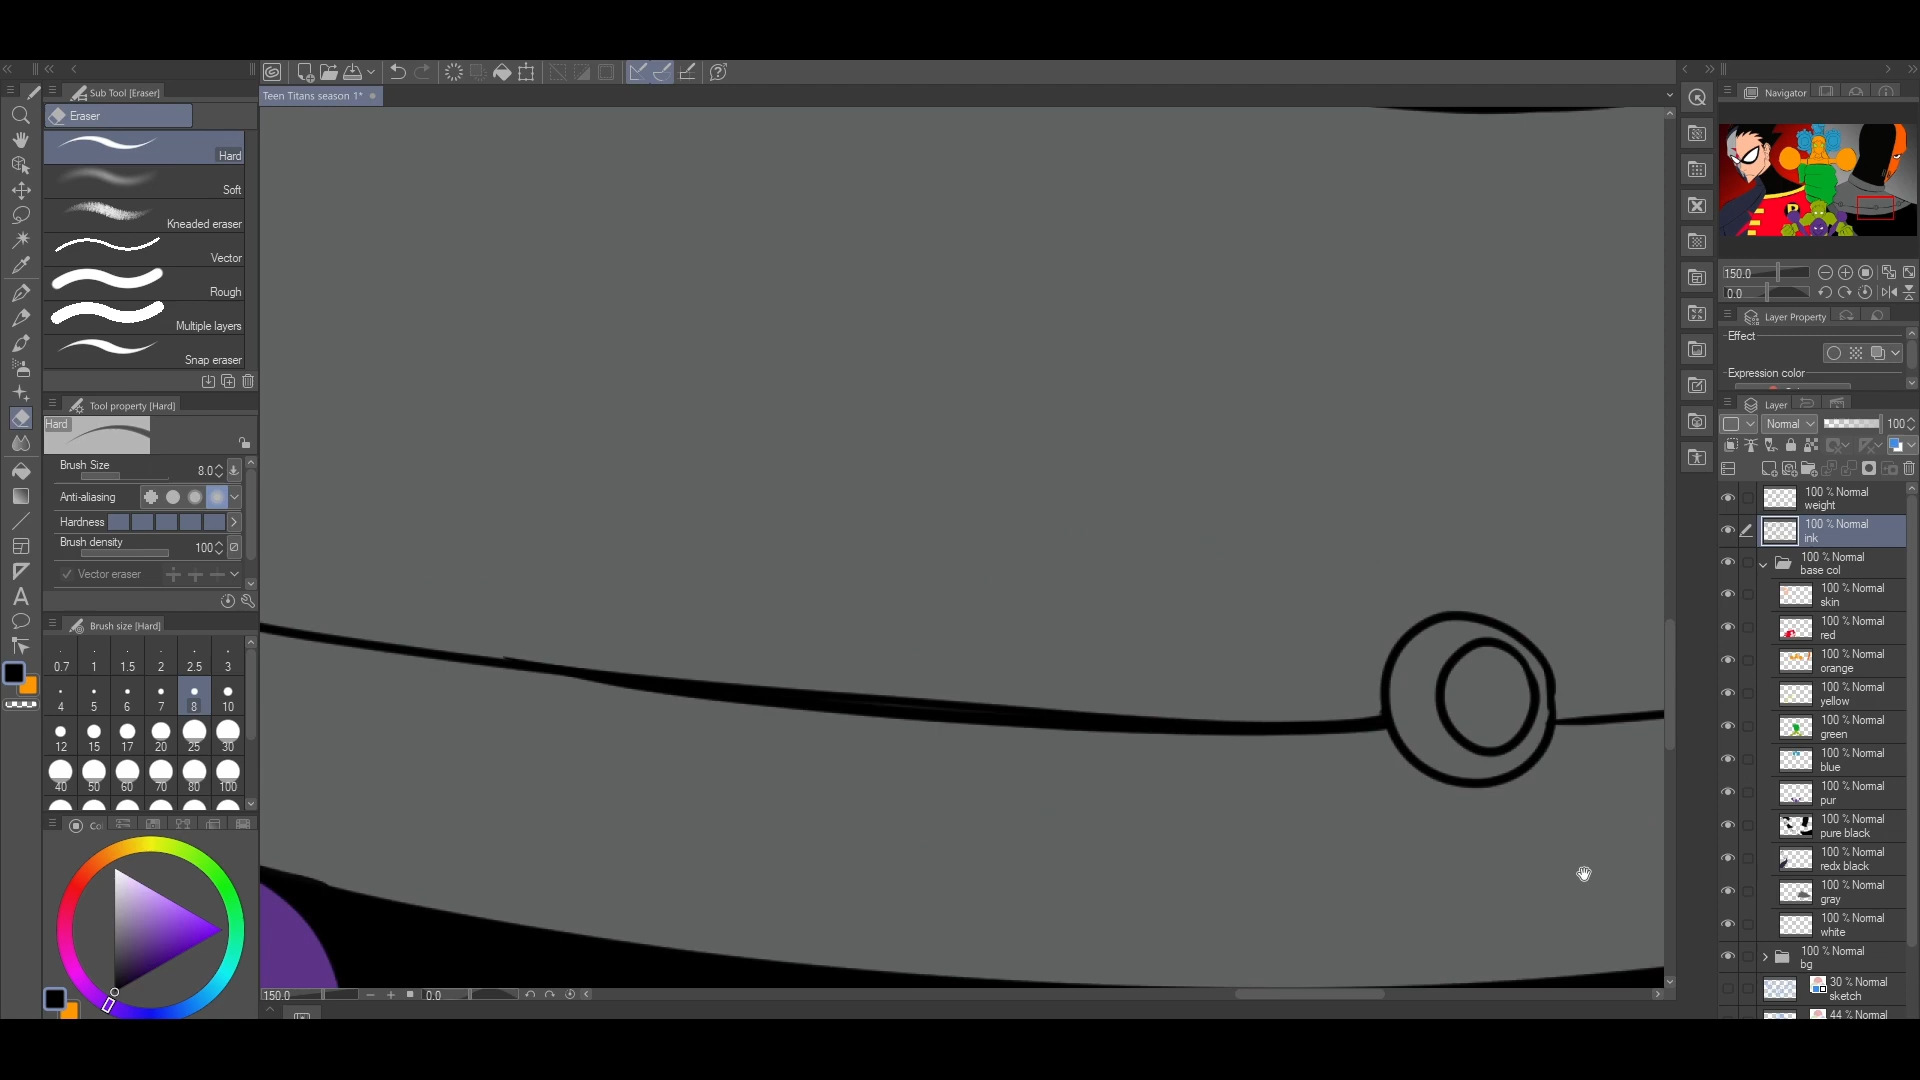 Sub Tool [Eraser]
Eraser
Hard
Soft
Kneaded eraser
Vector
Rough
Multiple layers
Snap eraser
Tool property [Hard]
Hard
Brush Size 8.0
Anti-aliasing
Hardness
Brush density 100
Vector eraser
Brush size [Hard]
0.7 1 1.5 2 2.5 3
4 5 6 7 8 10
12 15 17 20 25 30
40 50 60 70 80 100
Teen Titans season 1*
150.0 0.0
Navigator
150.0
0.0
Layer Property
Effect
Expression color
Layer
Normal 100
100 % Normal
weight
100 % Normal
ink
100 % Normal
base col
100 % Normal
skin
100 % Normal
red
100 % Normal
orange
100 % Normal
yellow
100 % Normal
green
100 % Normal
blue
100 % Normal
pur
100 % Normal
pure black
100 % Normal
redx black
100 % Normal
gray
100 % Normal
white
100 % Normal
bg
30 % Normal
sketch
44 % Normal